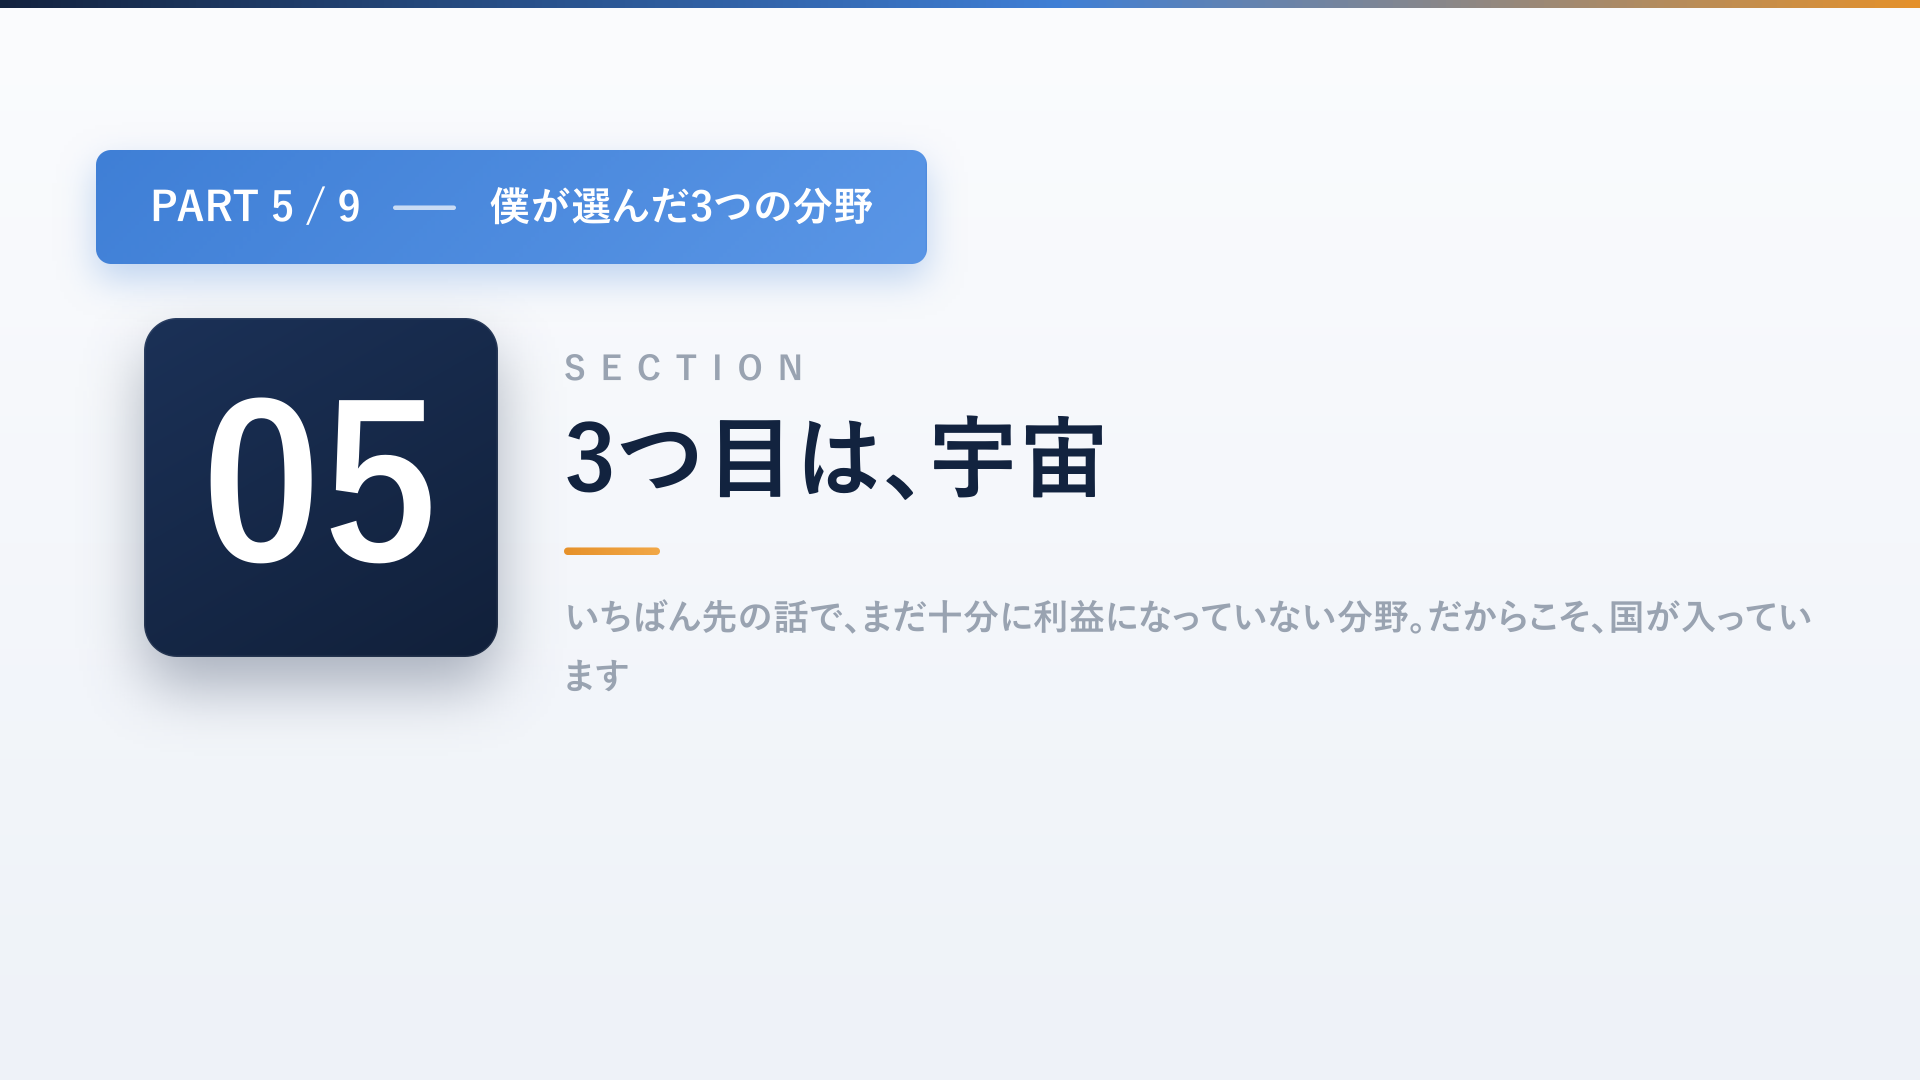 PART 5 / 9 — 僕が選んだ3つの分野
05
SECTION
3つ目は、宇宙
いちばん先の話で、まだ十分に利益になっていない分野。だからこそ、国が入ってい
ます